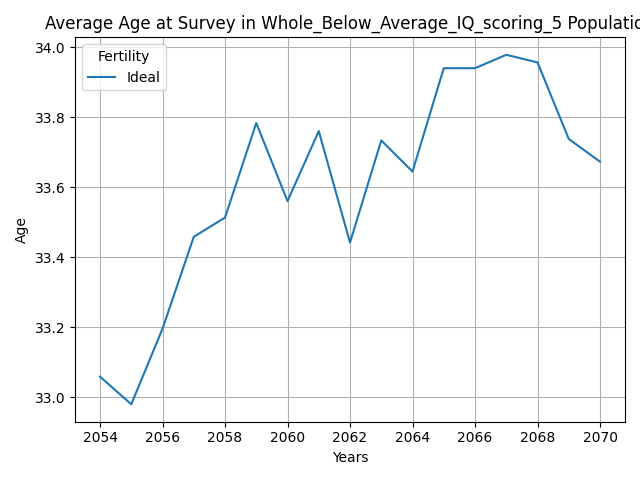 Average Age at Survey in Whole_Below_Average_IQ_scoring_5 Populatio
Fertility
Ideal
34.0
33.8
33.6
33.4
33.2
33.0
Age
2054 2056 2058 2060 2062 2064 2066 2068 2070
Years